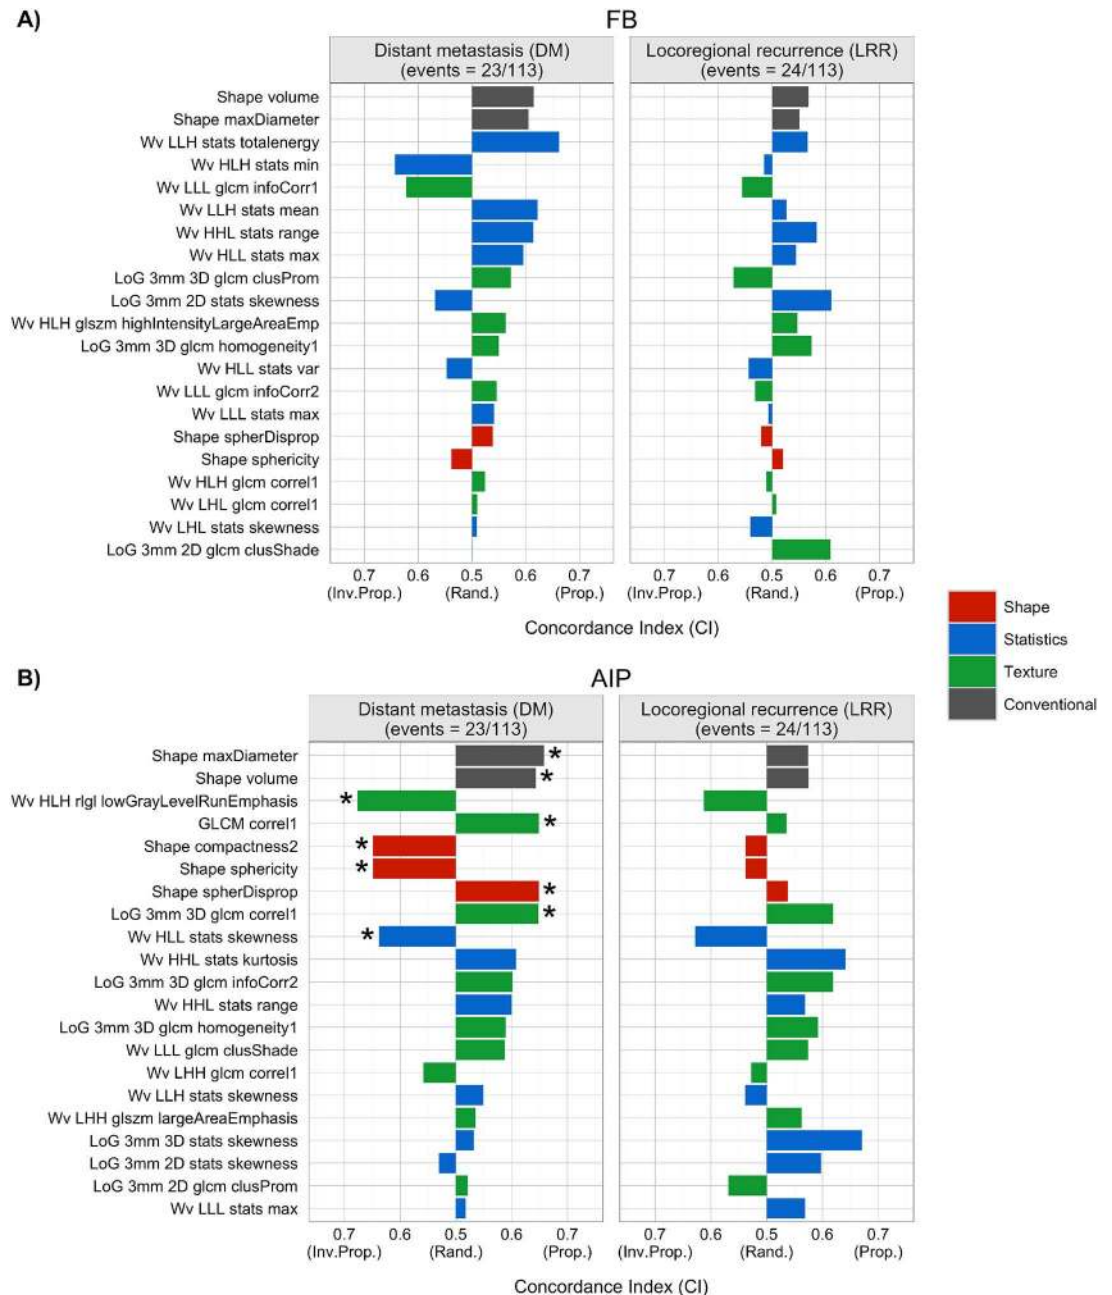 A)
FB
Distant metastasis (DM)
(events = 23/113)
Locoregional recurrence (LRR)
(events = 24/113)
Shape volume
Shape maxDiameter
Wv LLH stats totalenergy
Wv HLH stats min
Wv LLL glcm infoCorr1
Wv LLH stats mean
Wv HHL stats range
Wv HLL stats max
LoG 3mm 3D glcm clusProm
LoG 3mm 2D stats skewness
Wv HLH glszm highIntensityLargeAreaEmp
LoG 3mm 3D glcm homogeneity1
Wv HLL stats var
Wv LLL glcm infoCorr2
Wv LLL stats max
Shape spherDisprop
Shape sphericity
Wv HLH glcm correl1
Wv LHL glcm correl1
Wv LHL stats skewness
LoG 3mm 2D glcm clusShade
0.7 0.6 0.5 0.6 0.7 0.7 0.6 0.5 0.6 0.7
(Inv.Prop.) (Rand.) (Prop.) (Inv.Prop.) (Rand.) (Prop.)
Concordance Index (CI)
Shape
Statistics
Texture
Conventional
B)
AIP
Distant metastasis (DM)
(events = 23/113)
Locoregional recurrence (LRR)
(events = 24/113)
Shape maxDiameter *
Shape volume *
Wv HLH rlgl lowGrayLevelRunEmphasis *
GLCM correl1 *
Shape compactness2 *
Shape sphericity *
Shape spherDisprop *
LoG 3mm 3D glcm correl1 *
Wv HLL stats skewness *
Wv HHL stats kurtosis
LoG 3mm 3D glcm infoCorr2
Wv HHL stats range
LoG 3mm 3D glcm homogeneity1
Wv LLL glcm clusShade
Wv LHH glcm correl1
Wv LLH stats skewness
Wv LHH glszm largeAreaEmphasis
LoG 3mm 3D stats skewness
LoG 3mm 2D stats skewness
LoG 3mm 2D glcm clusProm
Wv LLL stats max
0.7 0.6 0.5 0.6 0.7 0.7 0.6 0.5 0.6 0.7
(Inv.Prop.) (Rand.) (Prop.) (Inv.Prop.) (Rand.) (Prop.)
Concordance Index (CI)